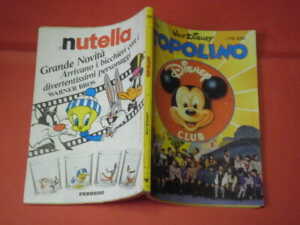 nutella
Grande Novità
Arrivano i bicchieri con i
divertentissimi personaggi
WARNER BROS.
FERRERO
WALT DISNEY
TOPOLINO
DISNEY
CLUB